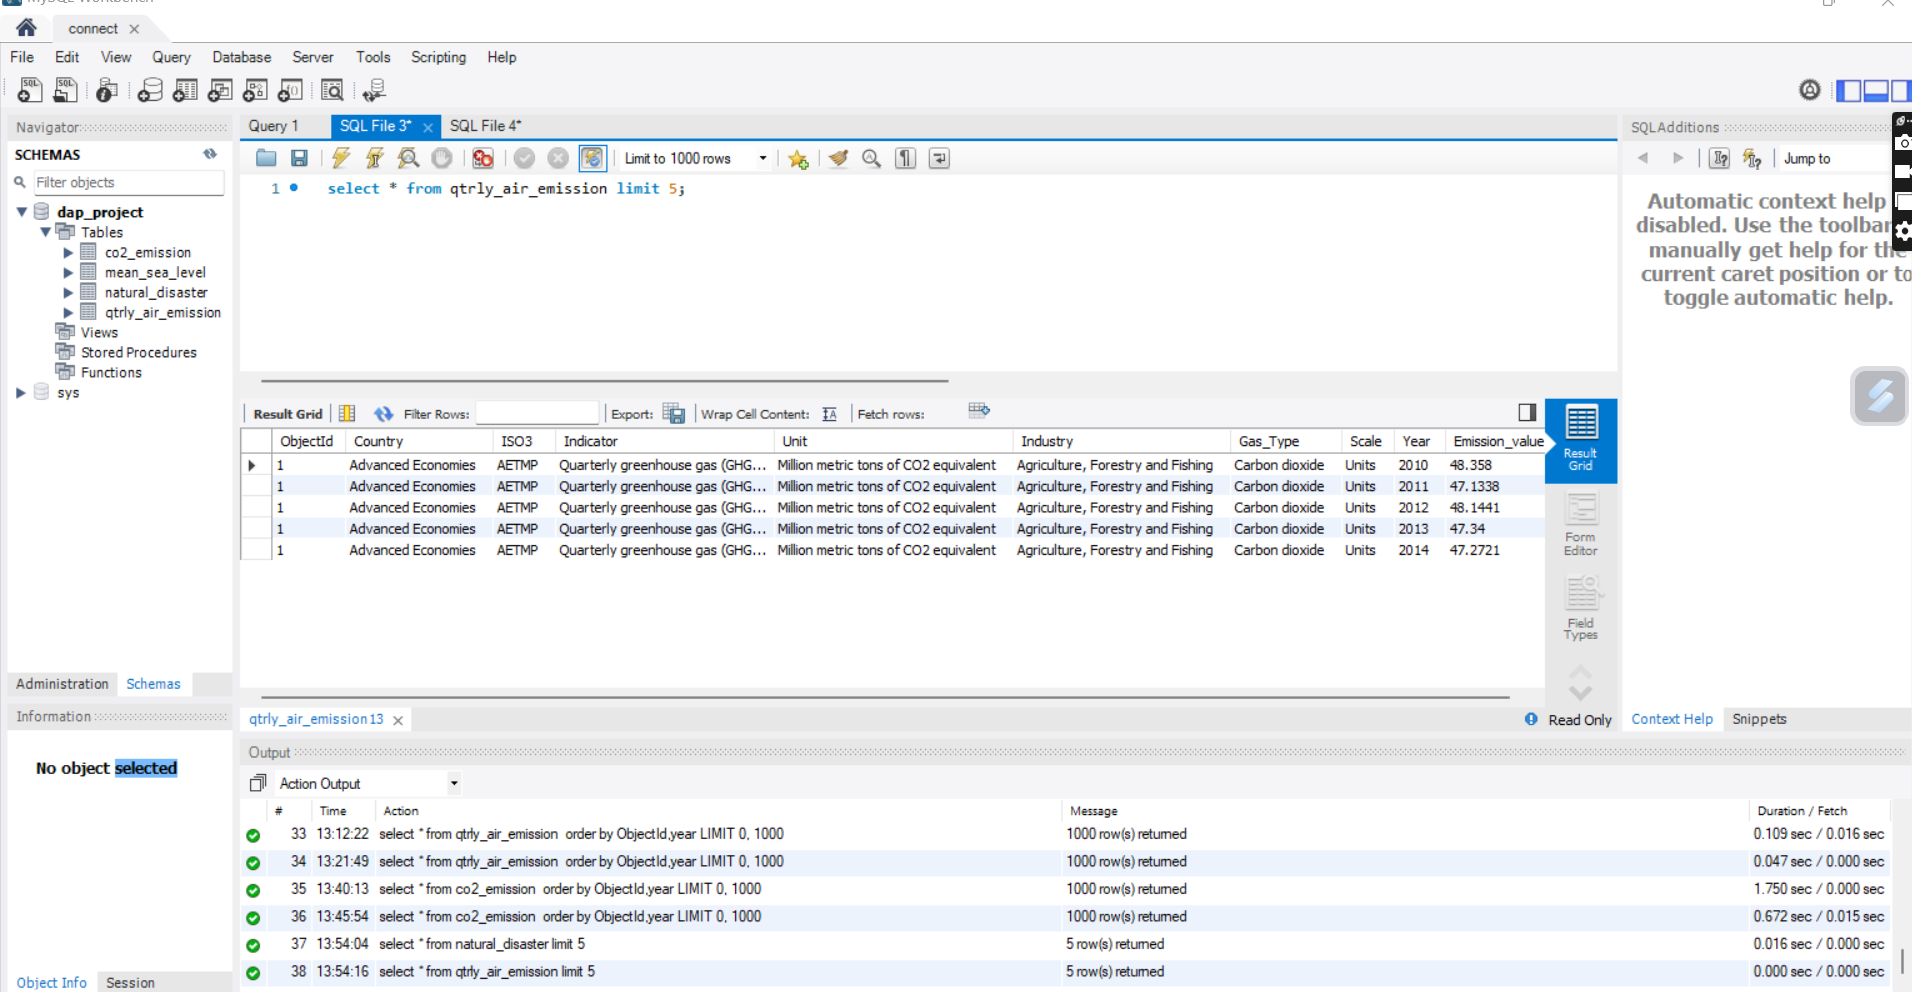 MySQL Workbench
connect
File Edit View Query Database Server Tools Scripting Help
Navigator
SCHEMAS
Filter objects
dap_project
Tables
co2_emission
mean_sea_level
natural_disaster
qtrly_air_emission
Views
Stored Procedures
Functions
sys
Administration Schemas
Information
No object selected
Object Info Session
Query 1 SQL File 3* SQL File 4*
Limit to 1000 rows
1 select * from qtrly_air_emission limit 5;
Result Grid Filter Rows: Export: Wrap Cell Content: Fetch rows:
ObjectId Country ISO3 Indicator Unit Industry Gas_Type Scale Year Emission_value
1 Advanced Economies AETMP Quarterly greenhouse gas (GHG... Million metric tons of CO2 equivalent Agriculture, Forestry and Fishing Carbon dioxide Units 2010 48.358
1 Advanced Economies AETMP Quarterly greenhouse gas (GHG... Million metric tons of CO2 equivalent Agriculture, Forestry and Fishing Carbon dioxide Units 2011 47.1338
1 Advanced Economies AETMP Quarterly greenhouse gas (GHG... Million metric tons of CO2 equivalent Agriculture, Forestry and Fishing Carbon dioxide Units 2012 48.1441
1 Advanced Economies AETMP Quarterly greenhouse gas (GHG... Million metric tons of CO2 equivalent Agriculture, Forestry and Fishing Carbon dioxide Units 2013 47.34
1 Advanced Economies AETMP Quarterly greenhouse gas (GHG... Million metric tons of CO2 equivalent Agriculture, Forestry and Fishing Carbon dioxide Units 2014 47.2721
Result
Grid
Form
Editor
Field
Types
qtrly_air_emission 13
Read Only
SQLAdditions
Jump to
Automatic context help
disabled. Use the toolbar
manually get help for the
current caret position or to
toggle automatic help.
Context Help Snippets
Output
Action Output
# Time Action Message Duration / Fetch
33 13:12:22 select * from qtrly_air_emission order by ObjectId,year LIMIT 0, 1000 1000 row(s) returned 0.109 sec / 0.016 sec
34 13:21:49 select * from qtrly_air_emission order by ObjectId,year LIMIT 0, 1000 1000 row(s) returned 0.047 sec / 0.000 sec
35 13:40:13 select * from co2_emission order by ObjectId,year LIMIT 0, 1000 1000 row(s) returned 1.750 sec / 0.000 sec
36 13:45:54 select * from co2_emission order by ObjectId,year LIMIT 0, 1000 1000 row(s) returned 0.672 sec / 0.015 sec
37 13:54:04 select * from natural_disaster limit 5 5 row(s) returned 0.016 sec / 0.000 sec
38 13:54:16 select * from qtrly_air_emission limit 5 5 row(s) returned 0.000 sec / 0.000 sec